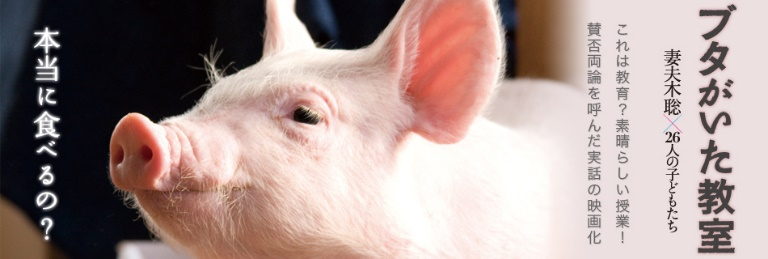 ブタがいた教室
妻夫木聡×26人の子どもたち
これは教育?素晴らしい授業!
賛否両論を呼んだ実話の映画化
本当に食べるの?